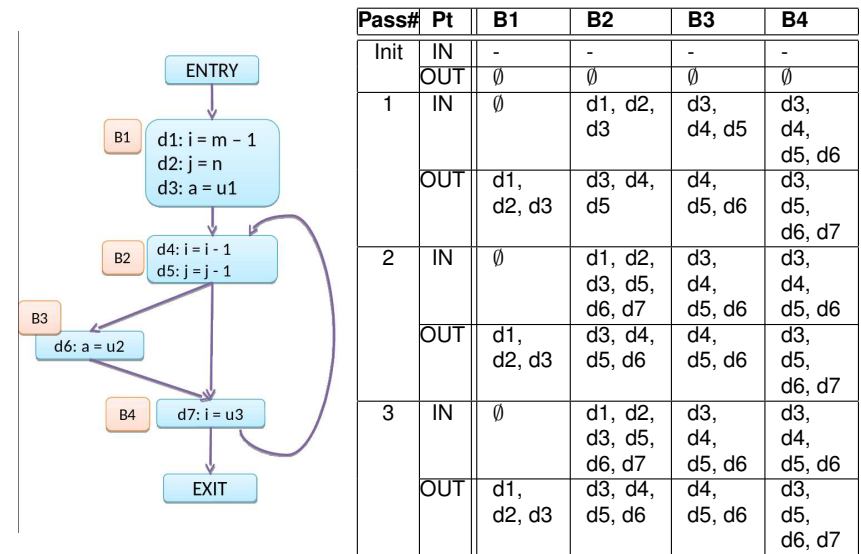 ENTRY
B1
d1: i = m – 1
d2: j = n
d3: a = u1
B2
d4: i = i - 1
d5: j = j - 1
B3
d6: a = u2
B4
d7: i = u3
EXIT
Pass# Pt B1 B2 B3 B4
Init IN - - - -
OUT ∅ ∅ ∅ ∅
1 IN ∅ d1, d2, d3,  d3,
d3 d4, d5 d4,
d5, d6
OUT d1, d3, d4, d4, d3,
d2, d3 d5 d5, d6 d5,
d6, d7
2 IN ∅ d1, d2, d3, d3,
d3, d5, d4, d4,
d6, d7 d5, d6 d5, d6
OUT d1, d3, d4, d4, d3,
d2, d3 d5, d6 d5, d6 d5,
d6, d7
3 IN ∅ d1, d2, d3, d3,
d3, d5, d4, d4,
d6, d7 d5, d6 d5, d6
OUT d1, d3, d4, d4, d3,
d2, d3 d5, d6 d5, d6 d5,
d6, d7